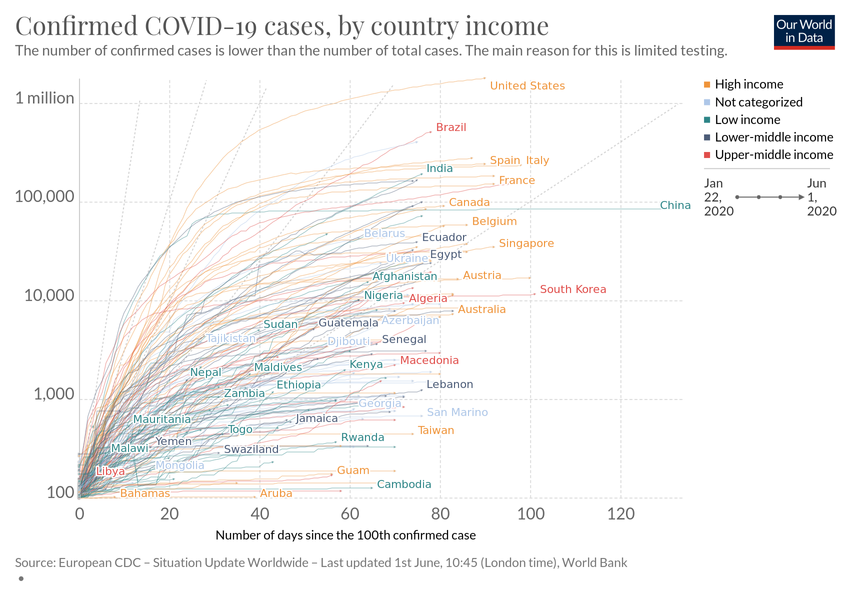 Confirmed COVID-19 cases, by country income
Our World
in Data
The number of confirmed cases is lower than the number of total cases. The main reason for this is limited testing.
1 million
100,000
10,000
1,000
100
0
20
40
60
80
100
120
Number of days since the 100th confirmed case
United States
Brazil
Spain
Italy
India
France
Canada
China
Belgium
Belarus
Ecuador
Singapore
Ukraine
Egypt
Afghanistan
Austria
South Korea
Nigeria
Algeria
Australia
Sudan
Guatemala
Azerbaijan
Tajikistan
Djibouti
Senegal
Macedonia
Nepal
Maldives
Kenya
Ethiopia
Lebanon
Zambia
Georgia
San Marino
Mauritania
Jamaica
Togo
Taiwan
Yemen
Rwanda
Malawi
Swaziland
Mongolia
Libya
Guam
Cambodia
Bahamas
Aruba
High income
Not categorized
Low income
Lower-middle income
Upper-middle income
Jan
22,
2020
Jun
1,
2020
Source: European CDC – Situation Update Worldwide – Last updated 1st June, 10:45 (London time), World Bank